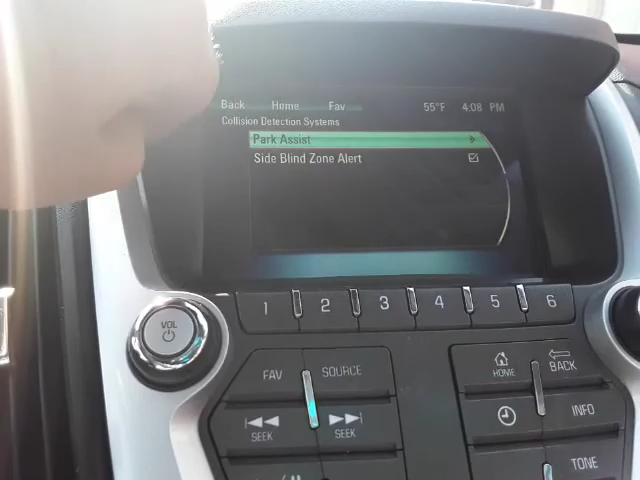 Back Home Fav 55°F 4:08 PM
Collision Detection Systems
Park Assist
Side Blind Zone Alert
1 2 3 4 5 6
VOL
FAV SOURCE
HOME BACK
SEEK SEEK
INFO
TONE